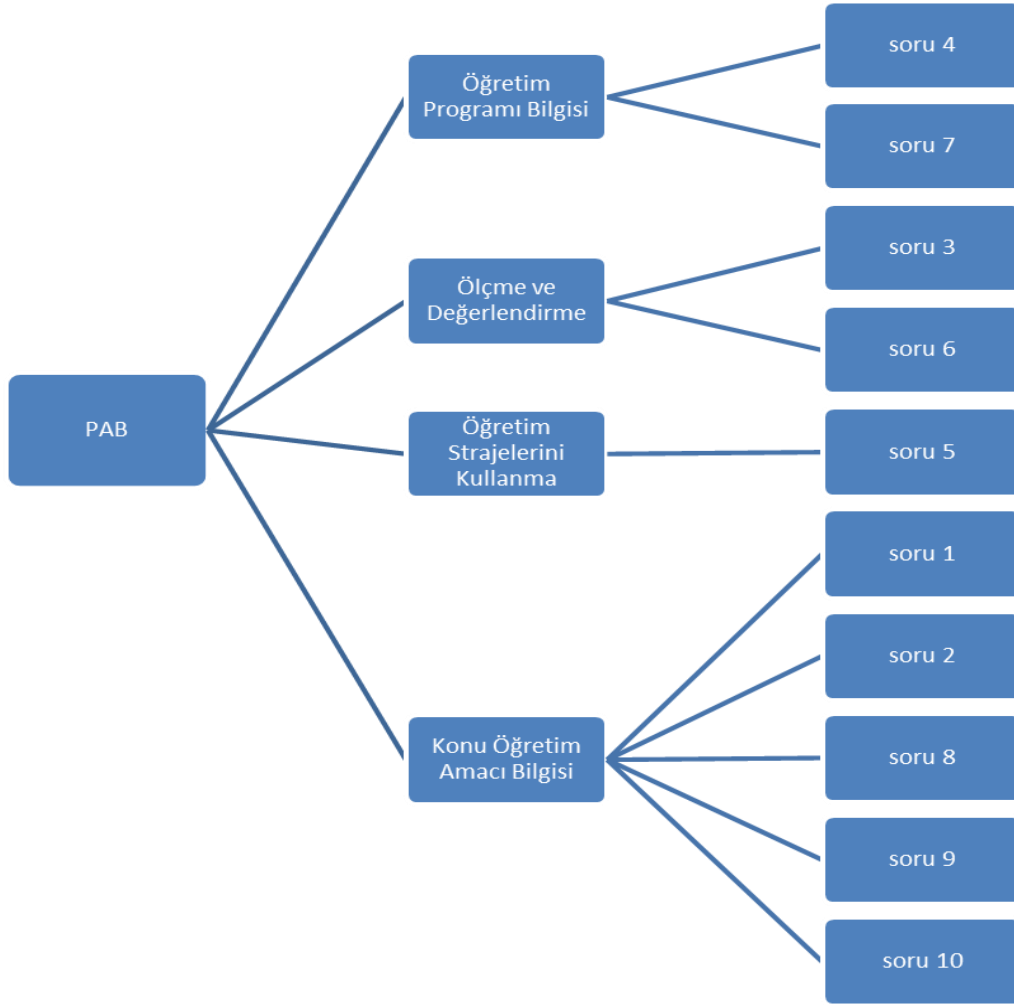 PAB
Öğretim
Programı Bilgisi
soru 4
soru 7
Ölçme ve
Değerlendirme
soru 3
soru 6
Öğretim
Strajelerini
Kullanma
soru 5
Konu Öğretim
Amacı Bilgisi
soru 1
soru 2
soru 8
soru 9
soru 10